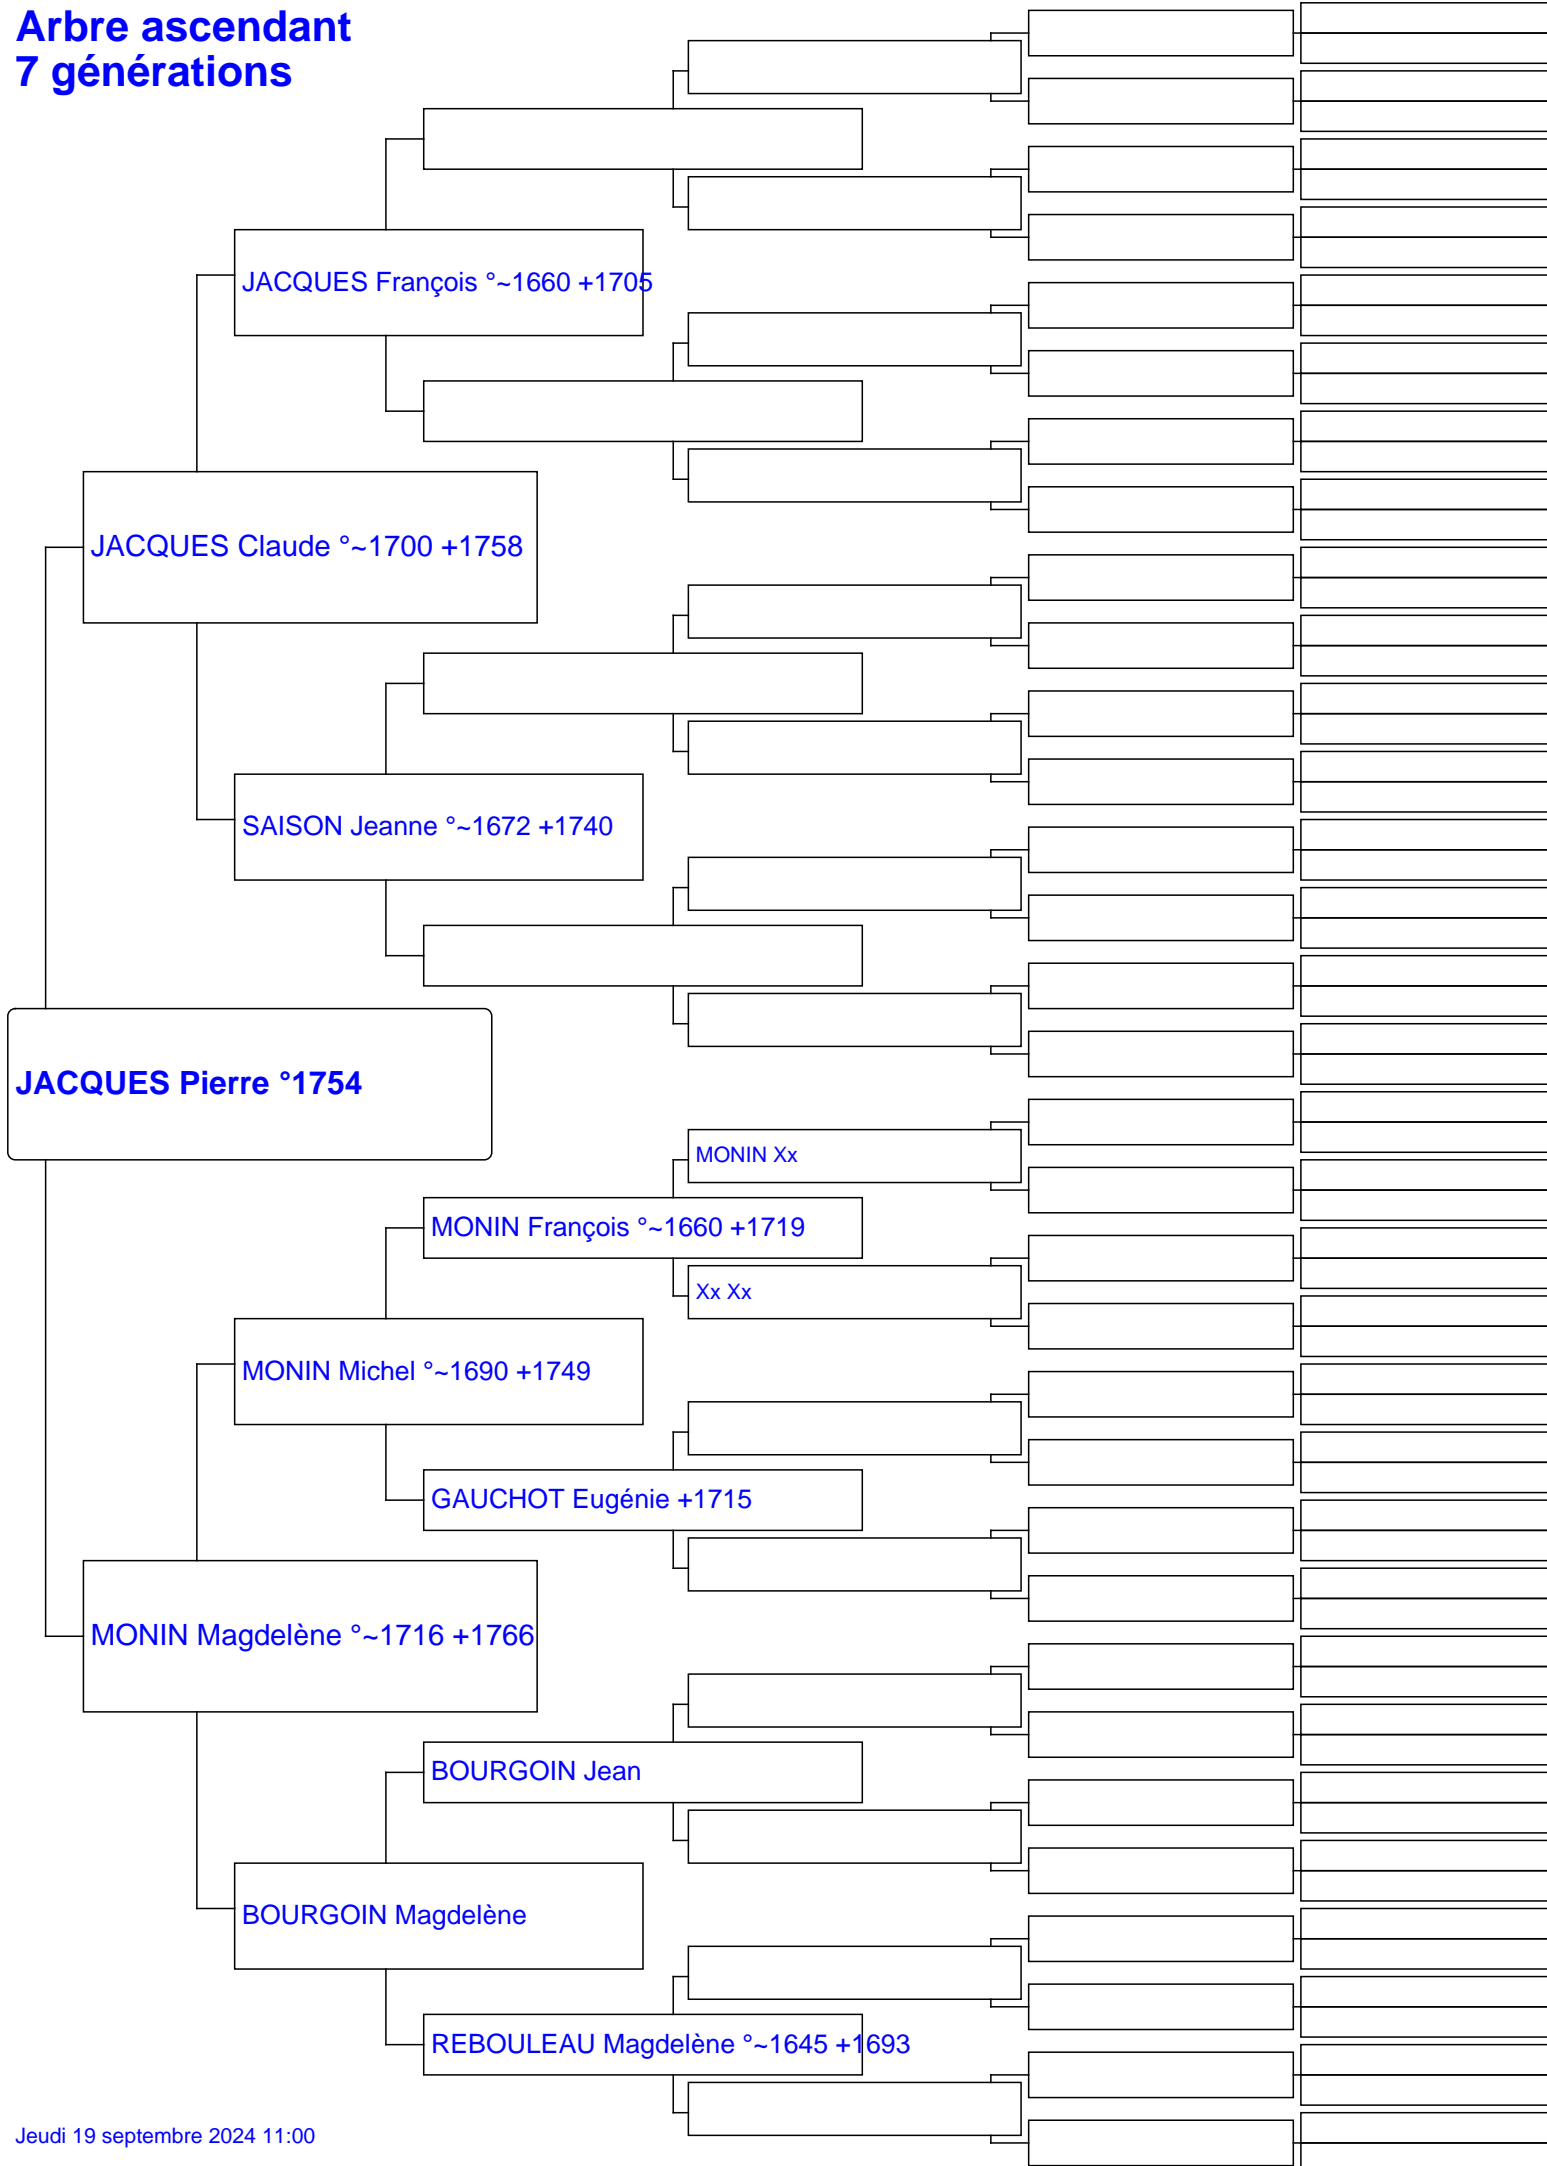 Arbre ascendant
7 générations
JACQUES François °~1660 +1705
JACQUES Claude °~1700 +1758
SAISON Jeanne °~1672 +1740
JACQUES Pierre °1754
MONIN Xx
MONIN François °~1660 +1719
Xx Xx
MONIN Michel °~1690 +1749
GAUCHOT Eugénie +1715
MONIN Magdelène °~1716 +1766
BOURGOIN Jean
BOURGOIN Magdelène
REBOULEAU Magdelène °~1645 +1693
Jeudi 19 septembre 2024 11:00